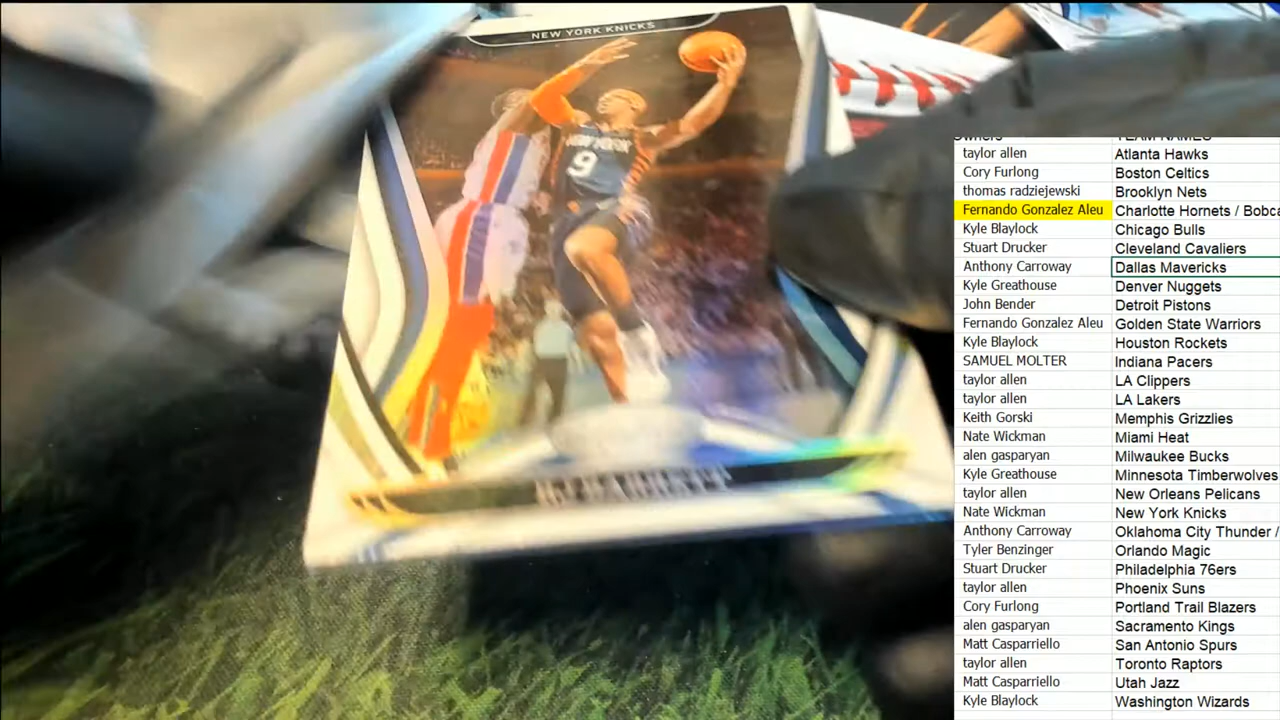 NEW YORK KNICKS
NEW YORK
9
RJ BARRETT
Owners TEAM NAMES
taylor allen Atlanta Hawks
Cory Furlong Boston Celtics
thomas radziejewski Brooklyn Nets
Fernando Gonzalez Aleu Charlotte Hornets / Bobca
Kyle Blaylock Chicago Bulls
Stuart Drucker Cleveland Cavaliers
Anthony Carroway Dallas Mavericks
Kyle Greathouse Denver Nuggets
John Bender Detroit Pistons
Fernando Gonzalez Aleu Golden State Warriors
Kyle Blaylock Houston Rockets
SAMUEL MOLTER Indiana Pacers
taylor allen LA Clippers
taylor allen LA Lakers
Keith Gorski Memphis Grizzlies
Nate Wickman Miami Heat
alen gasparyan Milwaukee Bucks
Kyle Greathouse Minnesota Timberwolves
taylor allen New Orleans Pelicans
Nate Wickman New York Knicks
Anthony Carroway Oklahoma City Thunder /
Tyler Benzinger Orlando Magic
Stuart Drucker Philadelphia 76ers
taylor allen Phoenix Suns
Cory Furlong Portland Trail Blazers
alen gasparyan Sacramento Kings
Matt Casparriello San Antonio Spurs
taylor allen Toronto Raptors
Matt Casparriello Utah Jazz
Kyle Blaylock Washington Wizards